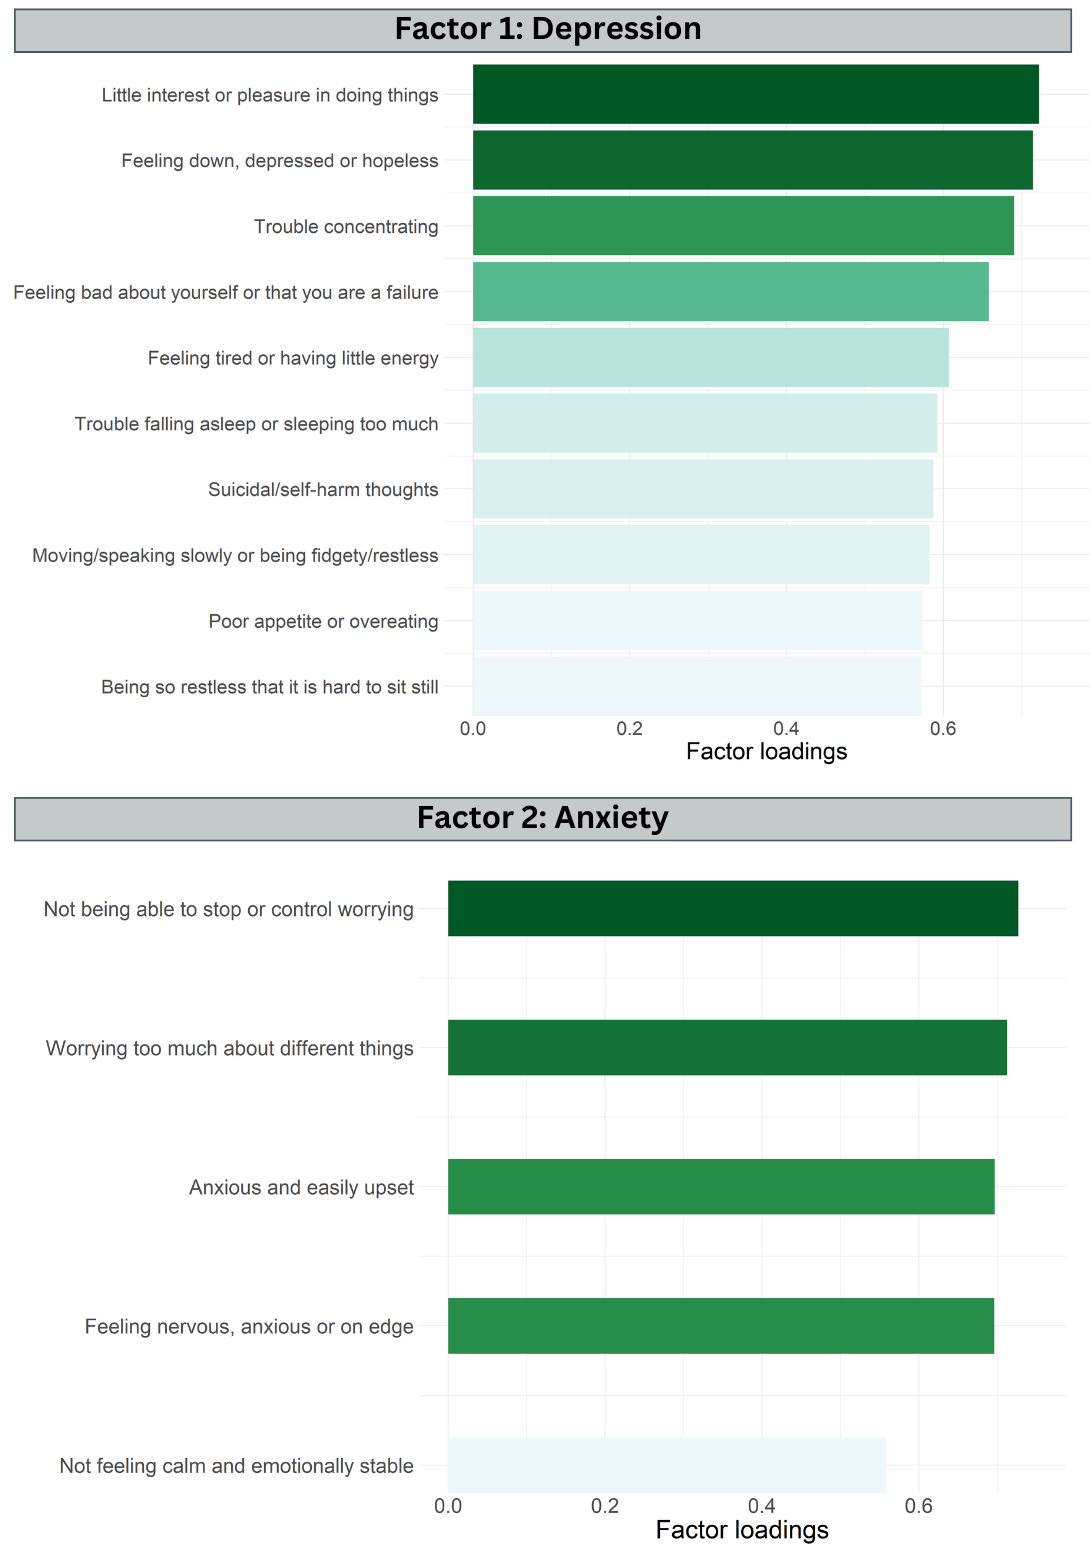 Factor 1: Depression
Little interest or pleasure in doing things
Feeling down, depressed or hopeless
Trouble concentrating
Feeling bad about yourself or that you are a failure
Feeling tired or having little energy
Trouble falling asleep or sleeping too much
Suicidal/self-harm thoughts
Moving/speaking slowly or being fidgety/restless
Poor appetite or overeating
Being so restless that it is hard to sit still
0.0 0.2 0.4 0.6
Factor loadings
Factor 2: Anxiety
Not being able to stop or control worrying
Worrying too much about different things
Anxious and easily upset
Feeling nervous, anxious or on edge
Not feeling calm and emotionally stable
0.0 0.2 0.4 0.6
Factor loadings